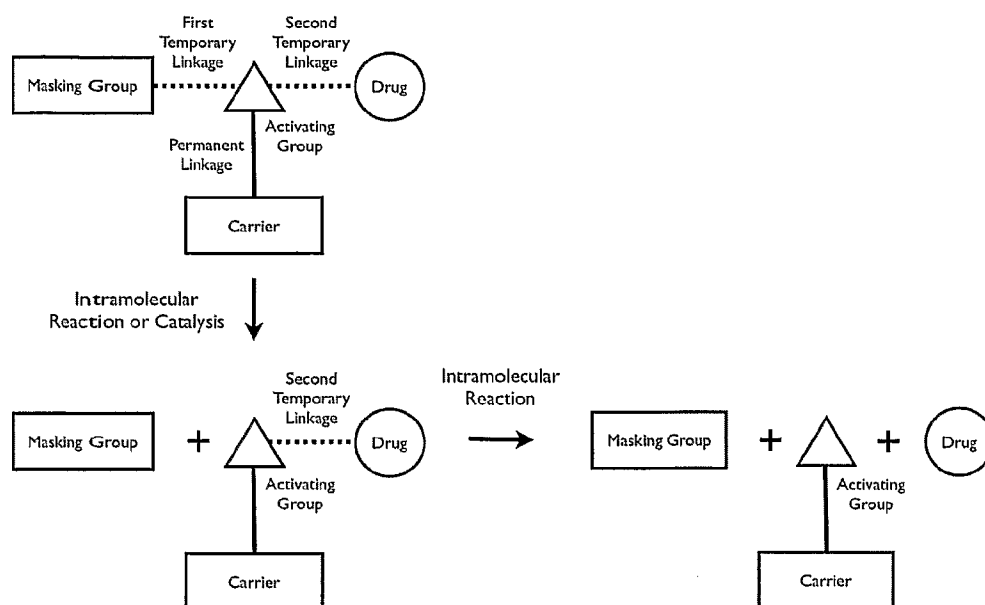 First
Temporary
Linkage
Second
Temporary
Linkage
Masking Group
Drug
Activating
Group
Permanent
Linkage
Carrier
Intramolecular
Reaction or Catalysis
Second
Temporary
Linkage
Intramolecular
Reaction
Masking Group
+
Drug
Activating
Group
Carrier
Masking Group
+
+
Drug
Activating
Group
Carrier